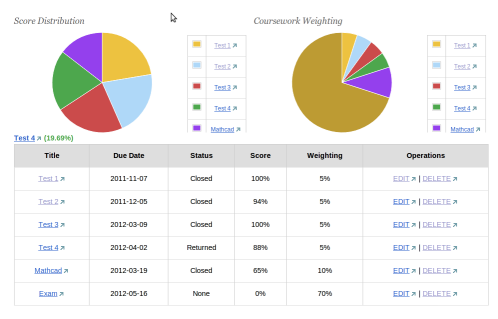 Score Distribution
Coursework Weighting
Test 1
Test 2
Test 3
Test 4
Mathcad
Test 1
Test 2
Test 3
Test 4
Mathcad
Test 4 (19.69%)
Title Due Date Status Score Weighting Operations
Test 1 2011-11-07 Closed 100% 5% EDIT | DELETE
Test 2 2011-12-05 Closed 94% 5% EDIT | DELETE
Test 3 2012-03-09 Closed 100% 5% EDIT | DELETE
Test 4 2012-04-02 Returned 88% 5% EDIT | DELETE
Mathcad 2012-03-19 Closed 65% 10% EDIT | DELETE
Exam 2012-05-16 None 0% 70% EDIT | DELETE